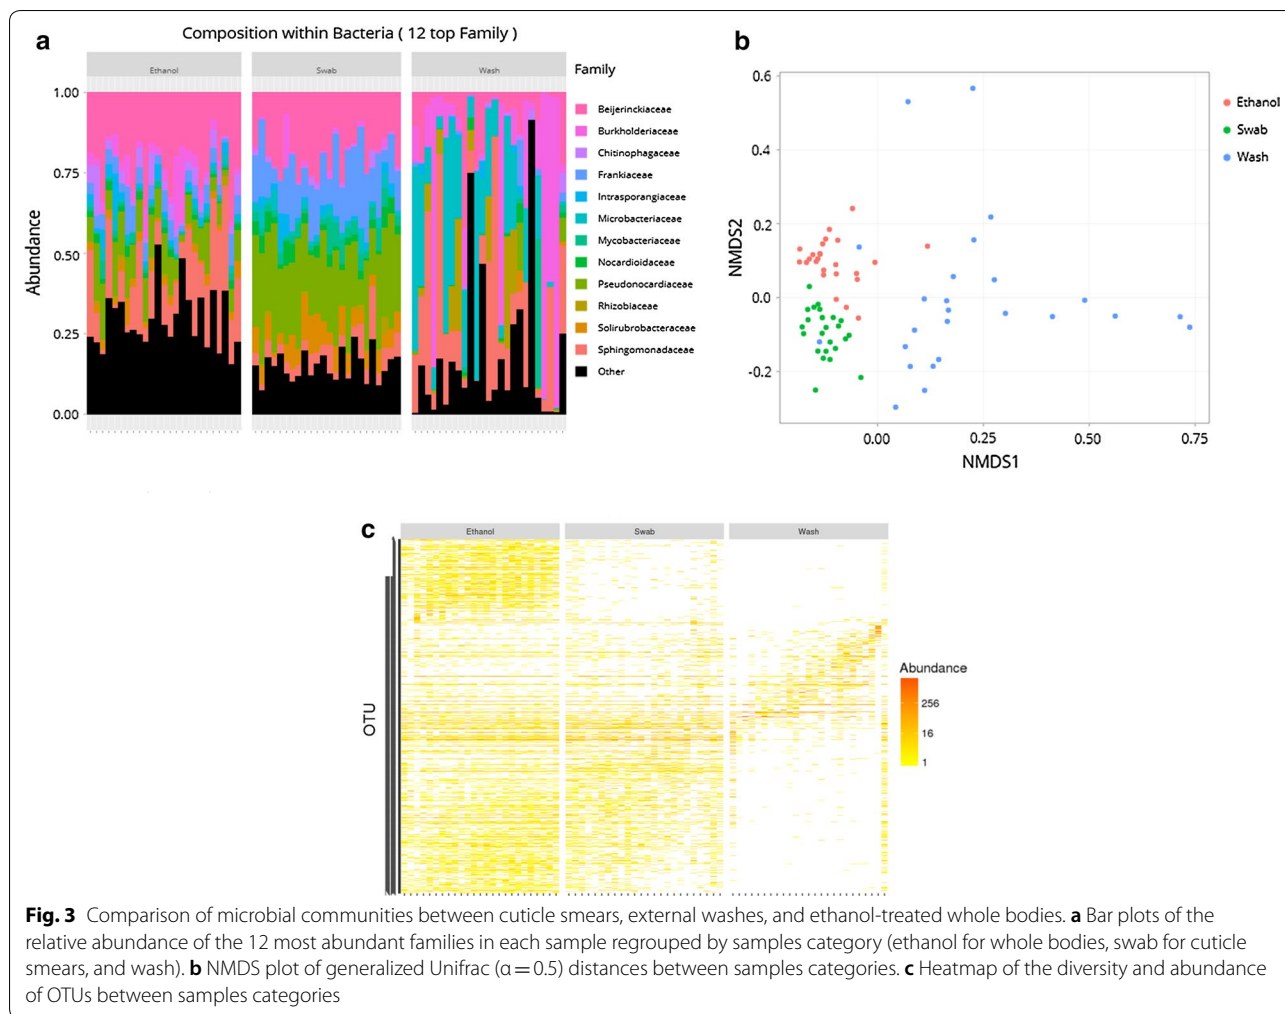 a
Composition within Bacteria ( 12 top Family )
Ethanol
Swab
Wash
Abundance
1.00
0.75
0.50
0.25
0.00
Family
Beijerinckiaceae
Burkholderiaceae
Chitinophagaceae
Frankiaceae
Intrasporangiaceae
Microbacteriaceae
Mycobacteriaceae
Nocardioidaceae
Pseudonocardiaceae
Rhizobiaceae
Solirubrobacteraceae
Sphingomonadaceae
Other
b
0.6
0.4
0.2
0.0
-0.2
NMDS2
0.00
0.25
0.50
0.75
NMDS1
Ethanol
Swab
Wash
c
Ethanol
Swab
Wash
OTU
Abundance
256
16
1
Fig. 3 Comparison of microbial communities between cuticle smears, external washes, and ethanol-treated whole bodies. a Bar plots of the
relative abundance of the 12 most abundant families in each sample regrouped by samples category (ethanol for whole bodies, swab for cuticle
smears, and wash). b NMDS plot of generalized Unifrac (α = 0.5) distances between samples categories. c Heatmap of the diversity and abundance
of OTUs between samples categories